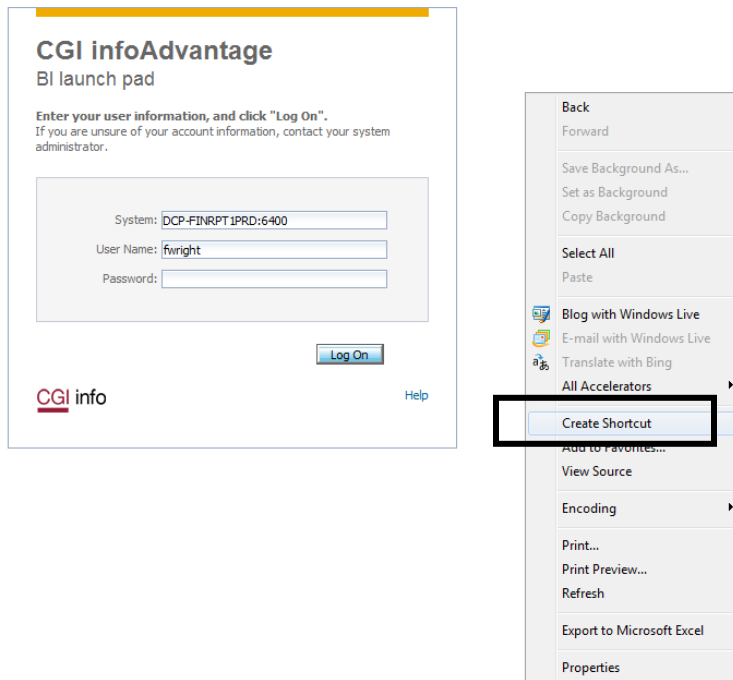 CGI infoAdvantage
BI launch pad
Enter your user information, and click "Log On".
If you are unsure of your account information, contact your system
administrator.
System: DCP-FINRPT1PRD:6400
User Name: fwright
Password:
Log On
CGI info
Help
Back
Forward
Save Background As...
Set as Background
Copy Background
Select All
Paste
Blog with Windows Live
E-mail with Windows Live
Translate with Bing
All Accelerators
Create Shortcut
Add to Favorites...
View Source
Encoding
Print...
Print Preview...
Refresh
Export to Microsoft Excel
Properties